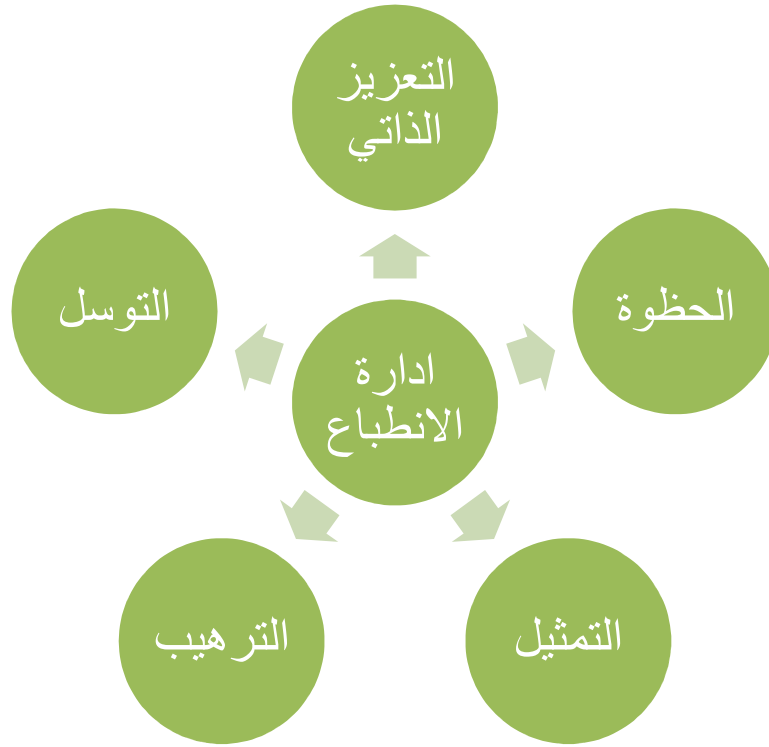 التعزيز
الذاتي
الحظوة
التوسل
ادارة
الانطباع
التمثيل
الترهيب